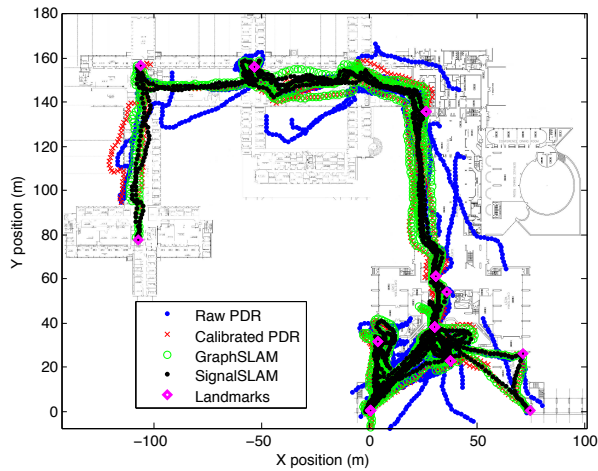 180
160
140
120
100
80
60
40
20
0
Y position (m)
Raw PDR
Calibrated PDR
GraphSLAM
SignalSLAM
Landmarks
−100
−50
0
50
100
X position (m)